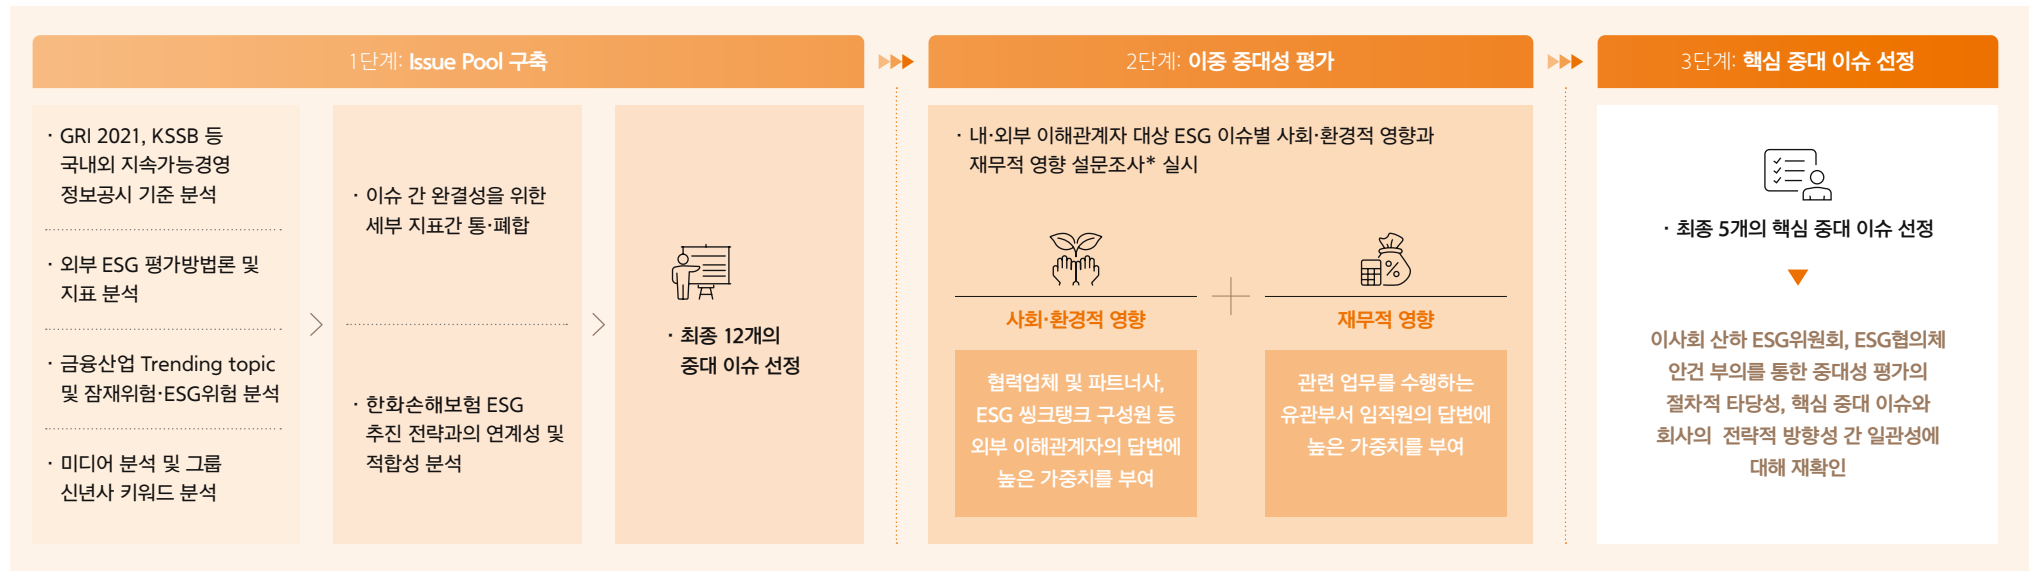 1단계: Issue Pool 구축
· GRI 2021, KSSB 등
국내외 지속가능경영
정보공시 기준 분석
· 외부 ESG 평가방법론 및
지표 분석
· 금융산업 Trending topic
및 잠재위험·ESG위험 분석
· 미디어 분석 및 그룹
신년사 키워드 분석
· 이슈 간 완결성을 위한
세부 지표간 통·폐합
· 한화손해보험 ESG
추진 전략과의 연계성 및
적합성 분석
· 최종 12개의
중대 이슈 선정
2단계: 이중 중대성 평가
· 내·외부 이해관계자 대상 ESG 이슈별 사회·환경적 영향과
재무적 영향 설문조사* 실시
사회·환경적 영향
협력업체 및 파트너사,
ESG 씽크탱크 구성원 등
외부 이해관계자의 답변에
높은 가중치를 부여
재무적 영향
관련 업무를 수행하는
유관부서 임직원의 답변에
높은 가중치를 부여
3단계: 핵심 중대 이슈 선정
· 최종 5개의 핵심 중대 이슈 선정
이사회 산하 ESG위원회, ESG협의체
안건 부의를 통한 중대성 평가의
절차적 타당성, 핵심 중대 이슈와
회사의 전략적 방향성 간 일관성에
대해 재확인